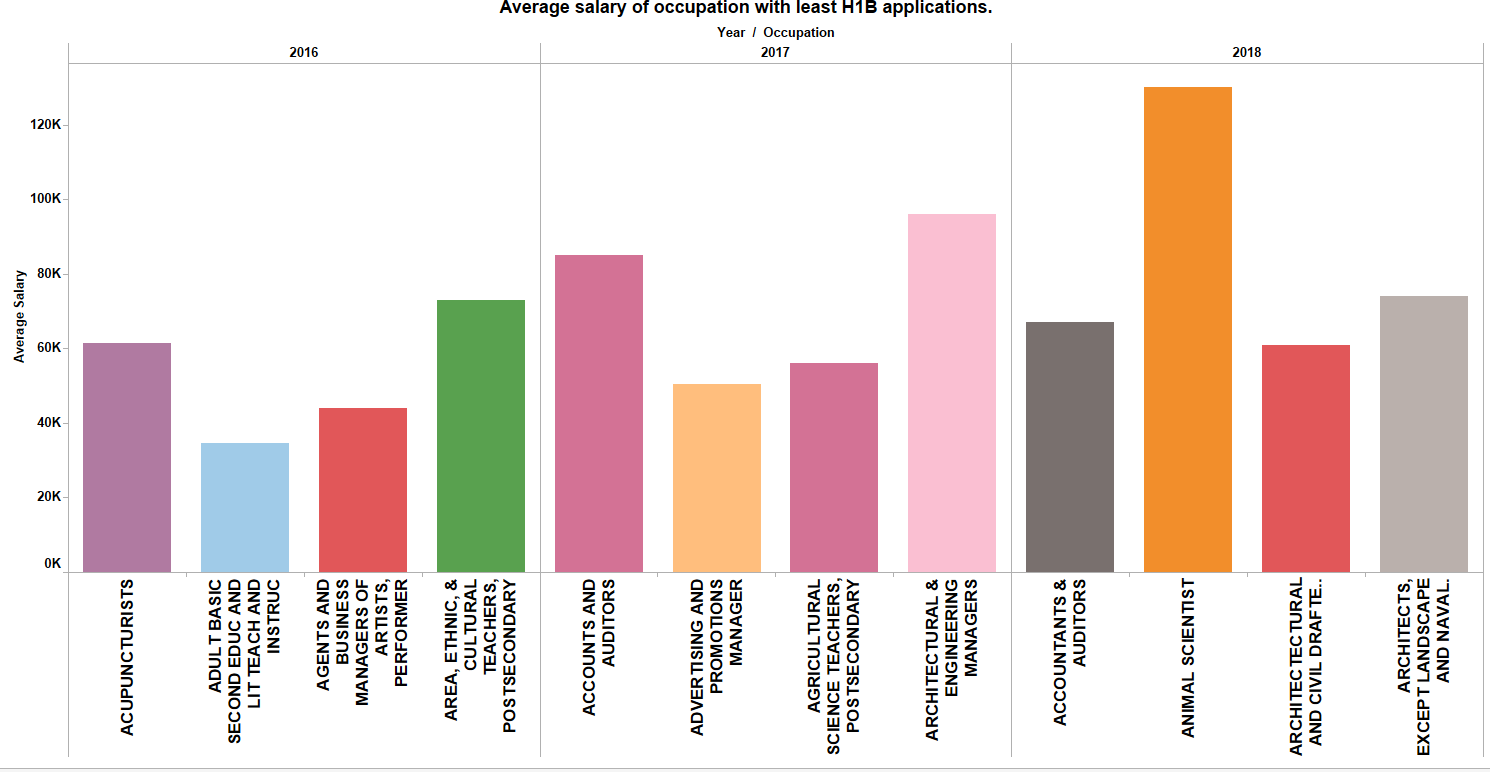 Average salary of occupation with least H1B applications.
Year / Occupation
2016
2017
2018
Average Salary
120K
100K
80K
60K
40K
20K
0K
ACUPUNCTURISTS
ADULT BASIC
SECOND EDUC AND
LIT TEACH AND
INSTRUC
AGENTS AND
BUSINESS
MANAGERS OF
ARTISTS,
PERFORMER
AREA, ETHNIC, &
CULTURAL
TEACHERS,
POSTSECONDARY
ACCOUNTS AND
AUDITORS
ADVERTISING AND
PROMOTIONS
MANAGER
AGRICULTURAL
SCIENCE TEACHERS,
POSTSECONDARY
ARCHITECTURAL &
ENGINEERING
MANAGERS
ACCOUNTANTS &
AUDITORS
ANIMAL SCIENTIST
ARCHITECTECTURAL
AND CIVIL DRAFTE..
ARCHITECTS,
EXCEPT LANDSCAPE
AND NAVAL.